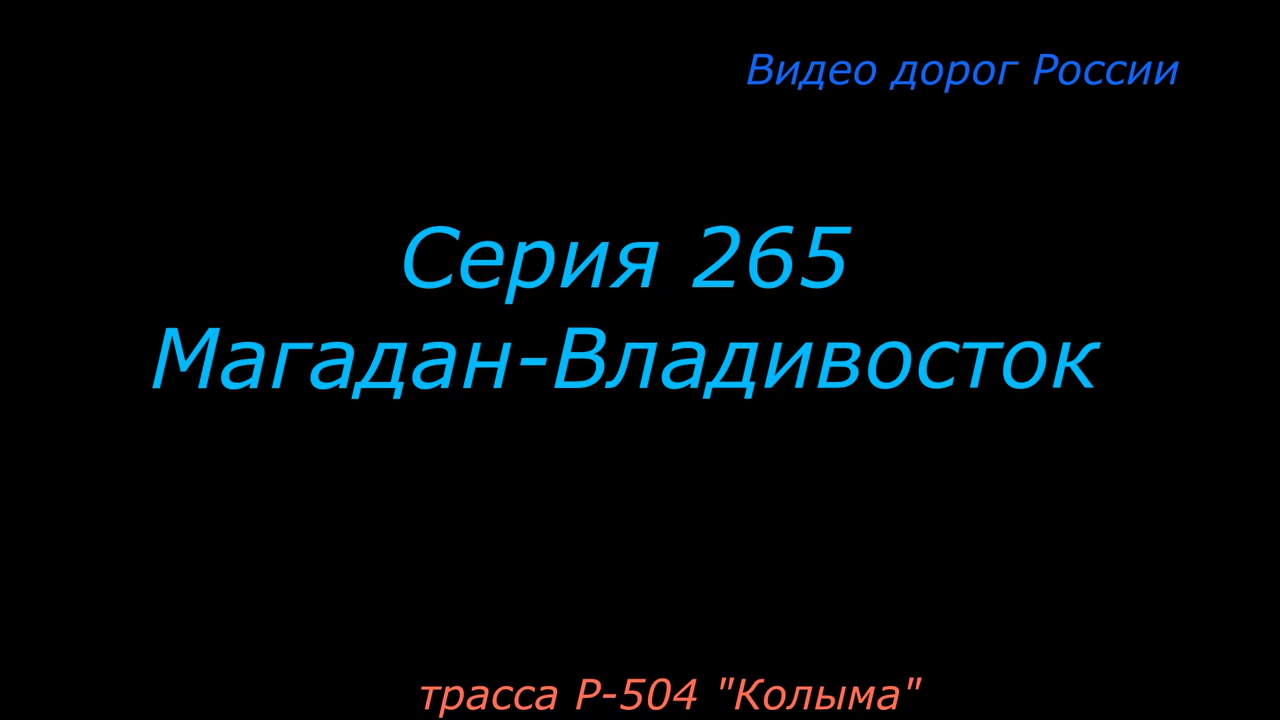 Видео дорог России
Серия 265
Магадан-Владивосток
трасса Р-504 "Колыма"